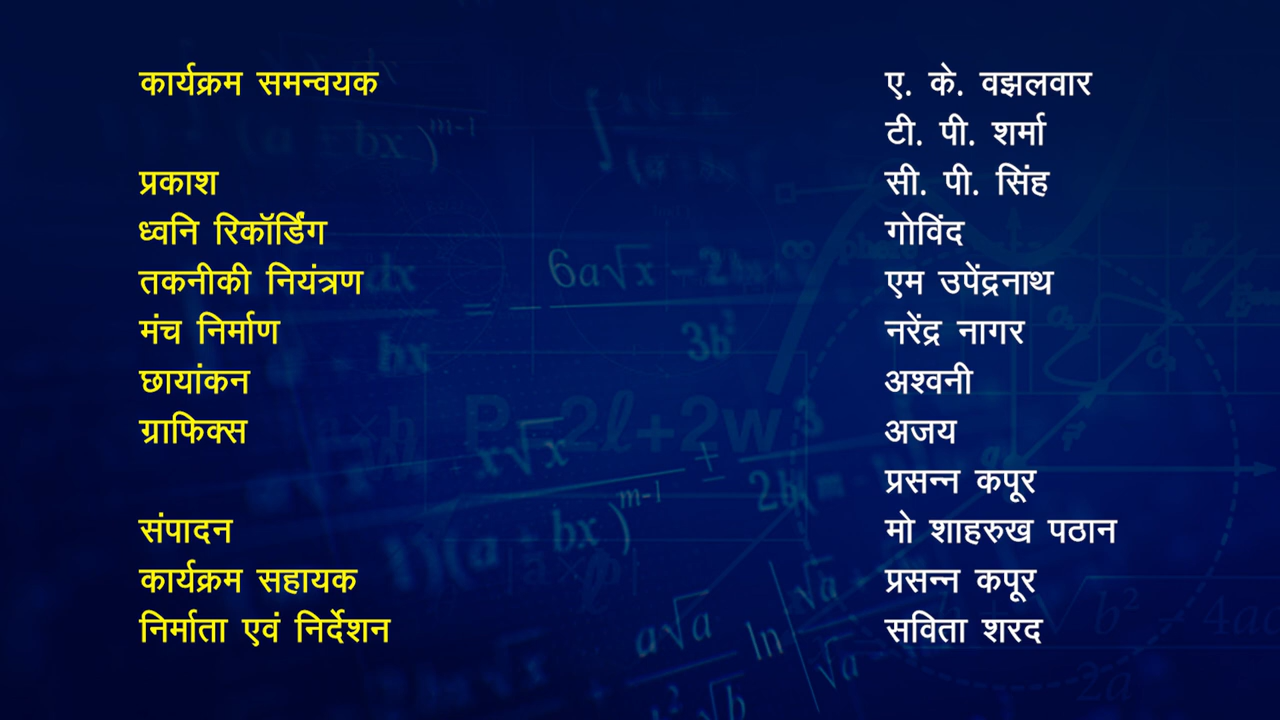 कार्यक्रम समन्वयक ए. के. वझलवार
टी. पी. शर्मा
प्रकाश सी. पी. सिंह
ध्वनि रिकॉर्डिंग गोविंद
तकनीकी नियंत्रण एम उपेंद्रनाथ
मंच निर्माण नरेंद्र नागर
छायांकन अश्वनी
ग्राफिक्स अजय
प्रसन्न कपूर
संपादन मो शाहरुख पठान
कार्यक्रम सहायक प्रसन्न कपूर
निर्माता एवं निर्देशन सविता शरद